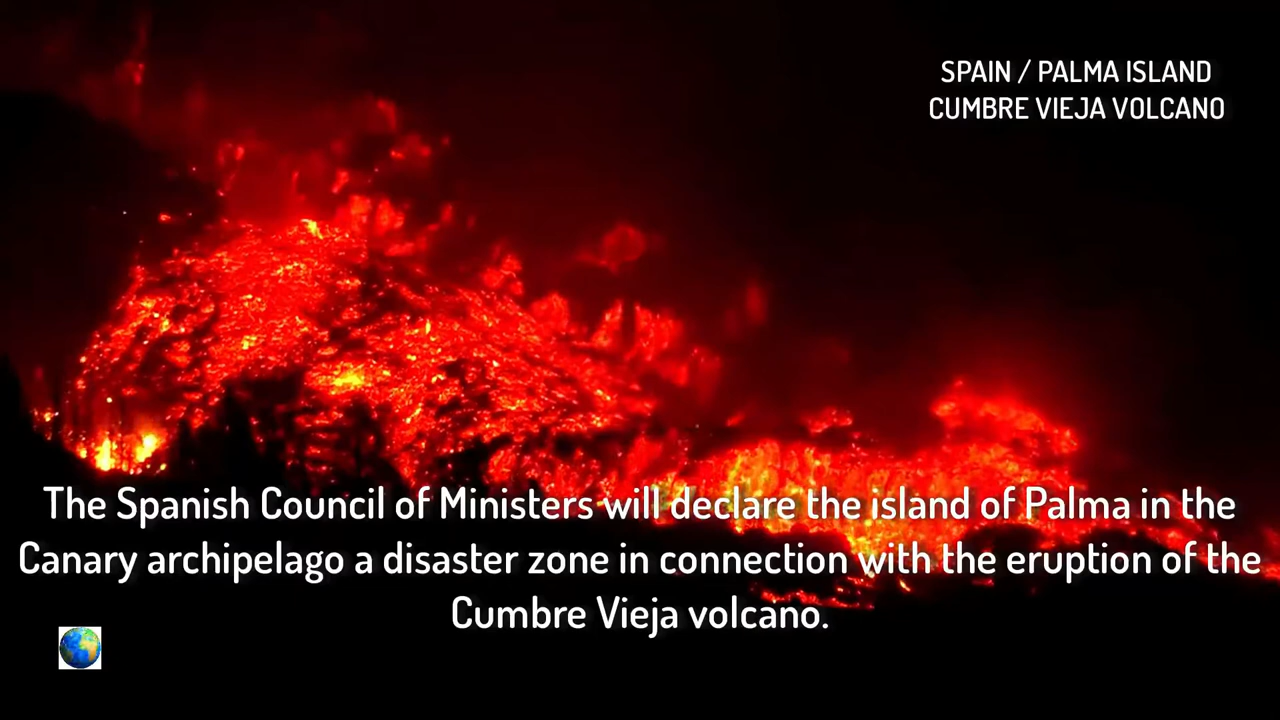 SPAIN / PALMA ISLAND
CUMBRE VIEJA VOLCANO
The Spanish Council of Ministers will declare the island of Palma in the
Canary archipelago a disaster zone in connection with the eruption of the
Cumbre Vieja volcano.